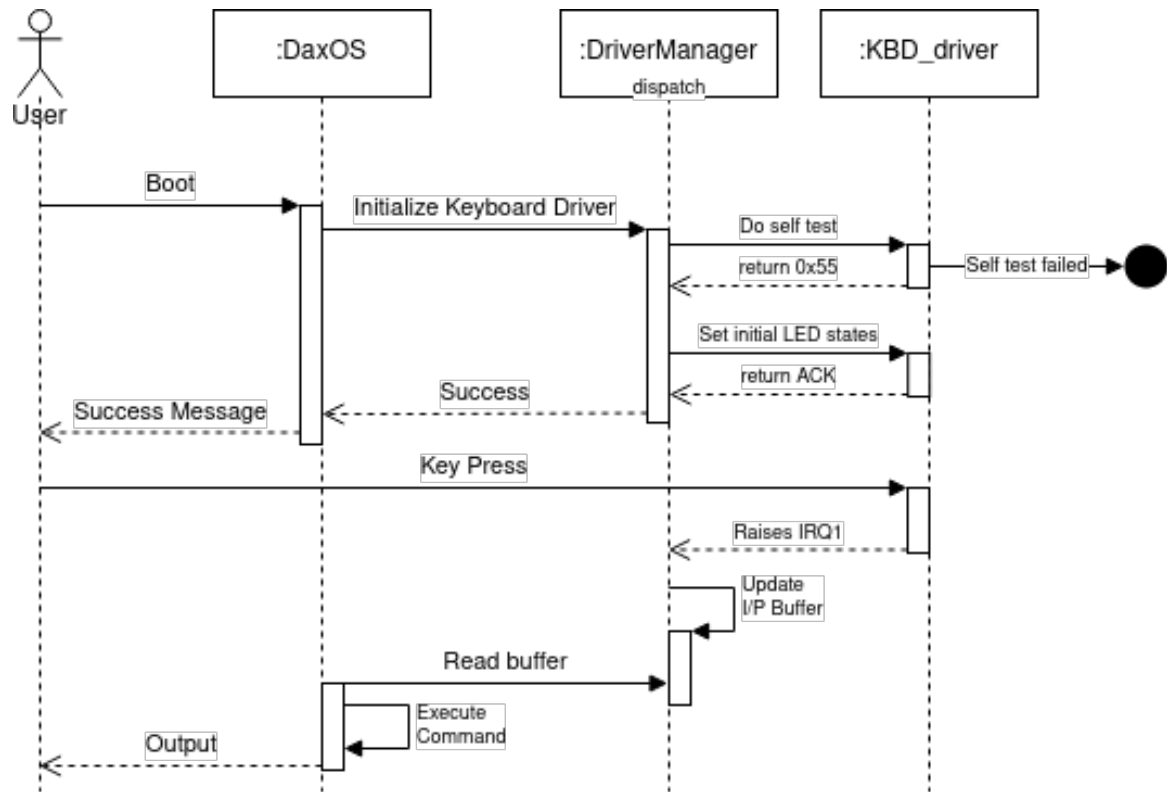 :DaxOS
:DriverManager
:KBD_driver
dispatch
User
Boot
Initialize Keyboard Driver
Do self test
return 0x55
Self test failed
Set initial LED states
return ACK
Success
Success Message
Key Press
Raises IRQ1
Update
I/P Buffer
Read buffer
Execute
Command
Output